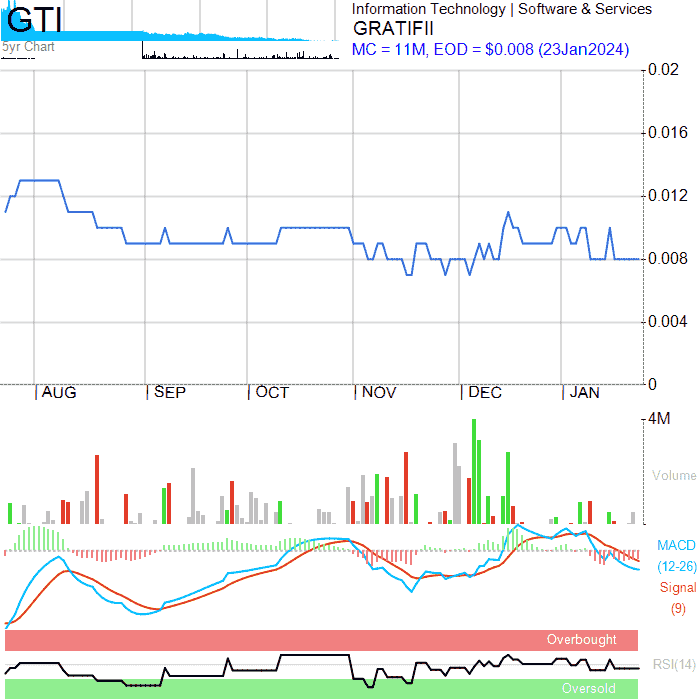 GTI
5yr Chart
Information Technology | Software & Services
GRATIFII
MC = 11M, EOD = $0.008 (23Jan2024)
0.02
0.016
0.012
0.008
0.004
0
AUG SEP OCT NOV DEC JAN
4M
Volume
MACD
(12-26)
Signal
(9)
Overbought
RSI(14)
Oversold